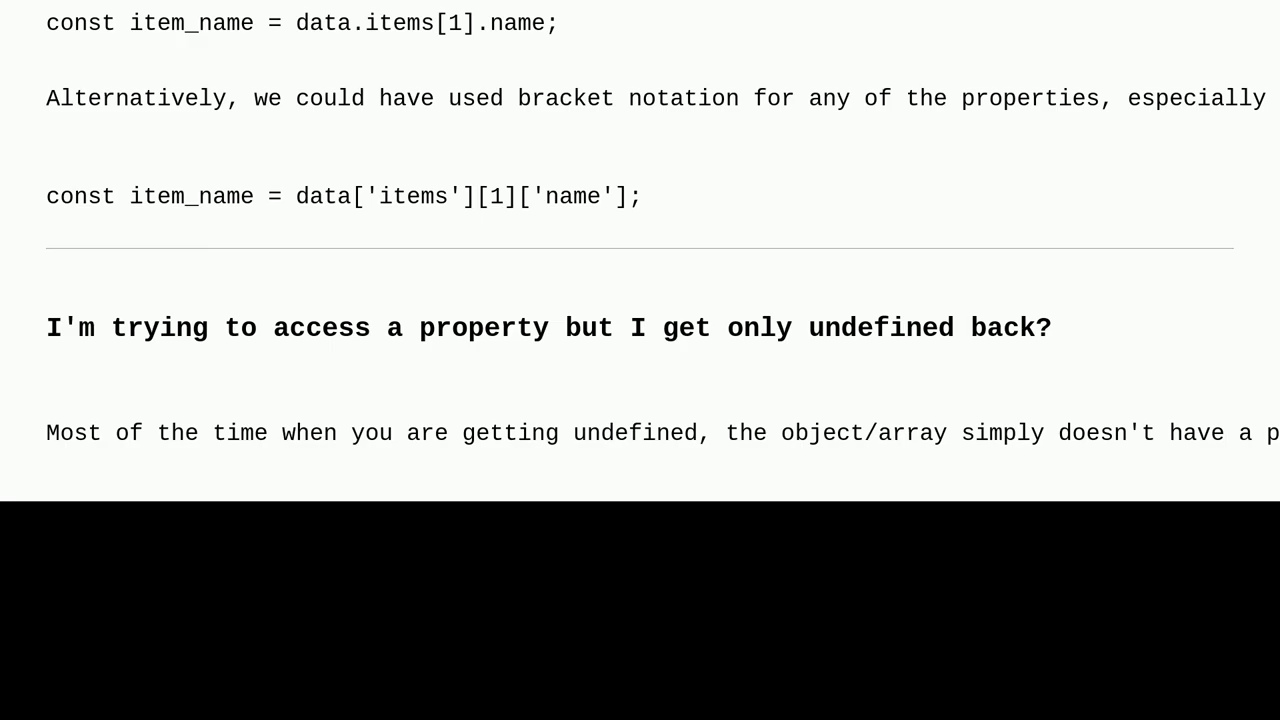 const item_name = data.items[1].name;
Alternatively, we could have used bracket notation for any of the properties, especially
const item_name = data['items'][1]['name'];
I'm trying to access a property but I get only undefined back?
Most of the time when you are getting undefined, the object/array simply doesn't have a p